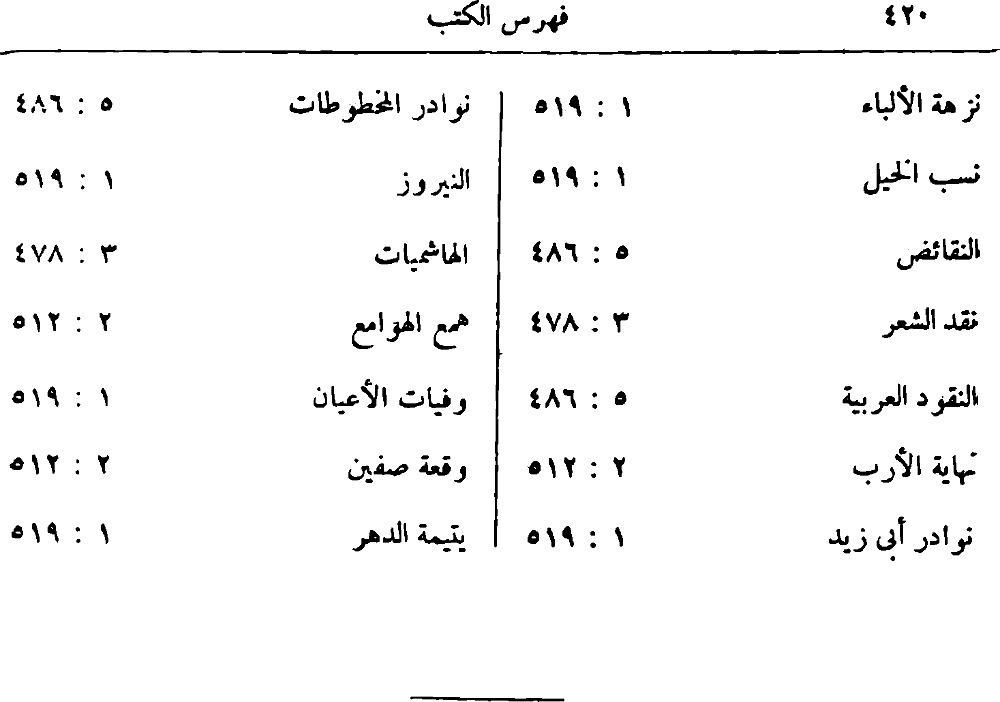 ٤٢٠ فهرس الكتب
نزهة الألباء ١ : ٥١٩
نسب الخيل ١ : ٥١٩
النقائض ٥ : ٤٨٦
نقد الشعر ٣ : ٤٧٨
النقود العربية ٥ : ٤٨٦
نهاية الأرب ٢ : ٥١٢
نوادر أبى زيد ١ : ٥١٩
نوادر المخطوطات ٥ : ٤٨٦
النيروز ١ : ٥١٩
الهاشميات ٣ : ٤٧٨
همع الهوامع ٢ : ٥١٢
وفيات الأعيان ١ : ٥١٩
وقعة صفين ٢ : ٥١٢
يتيمة الدهر ١ : ٥١٩